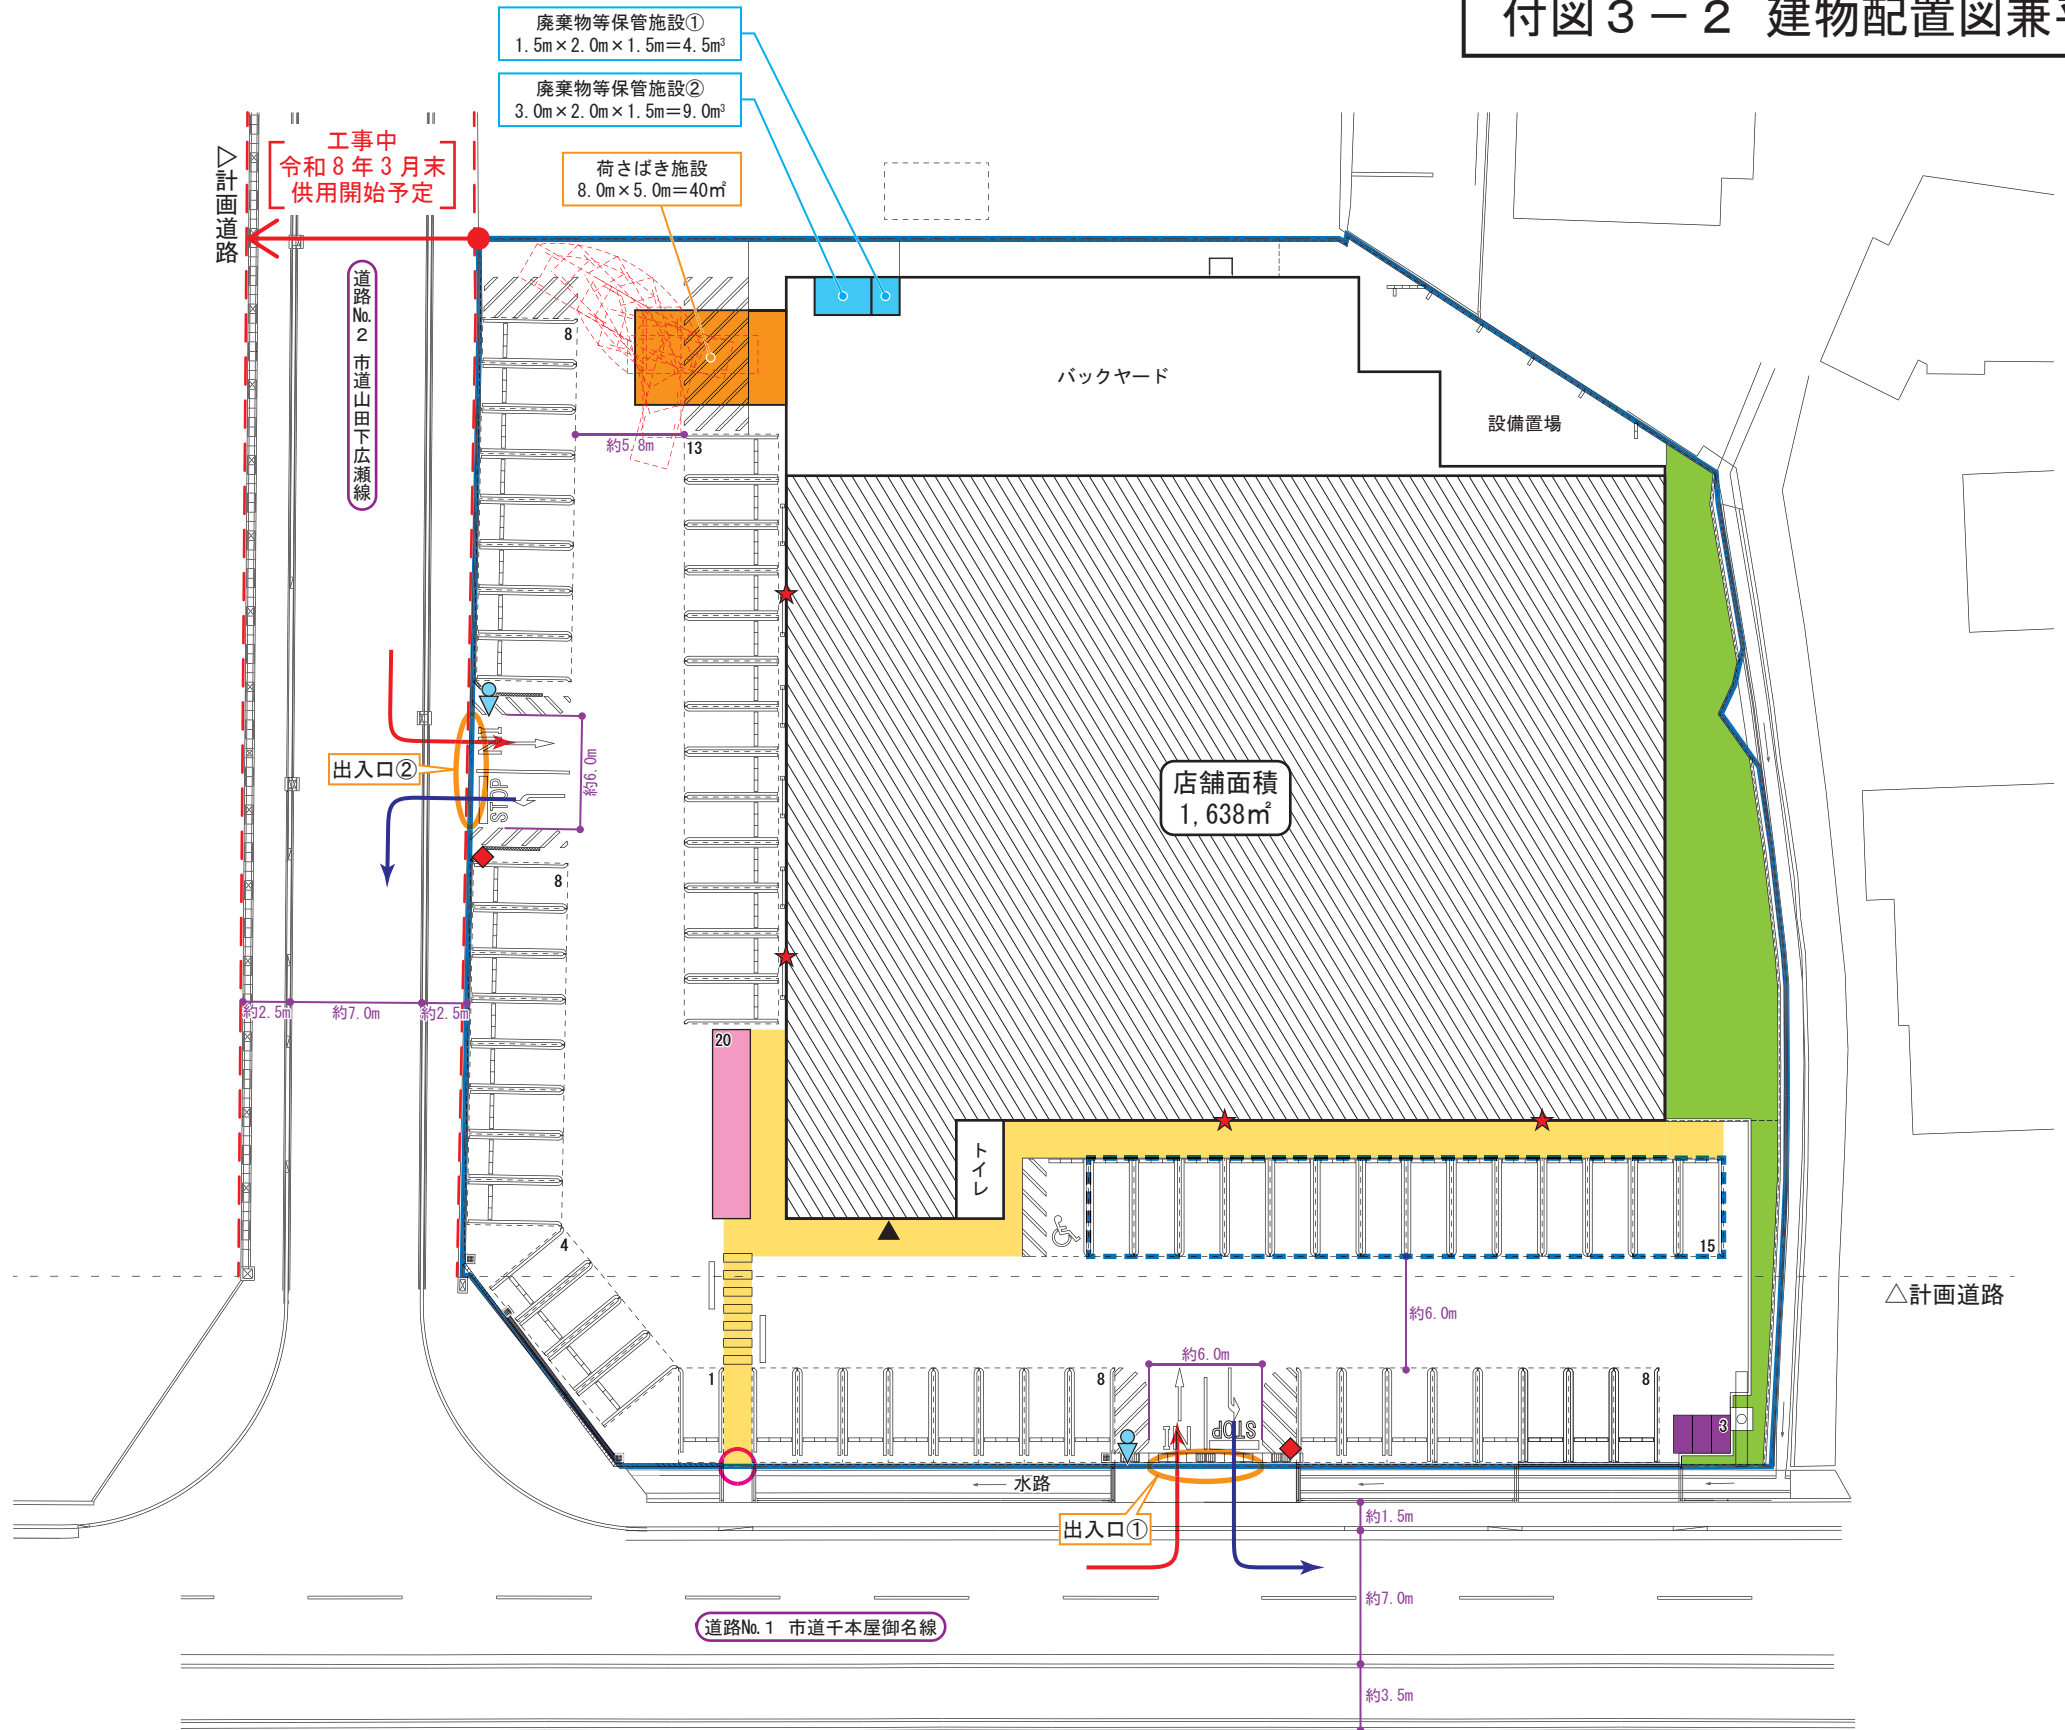 付図３－２ 建物配置図兼平
廃棄物等保管施設①
1.5m×2.0m×1.5m＝4.5m³
廃棄物等保管施設②
3.0m×2.0m×1.5m＝9.0m³
荷さばき施設
8.0m×5.0m＝40㎡
工事中
令和８年３月末
供用開始予定
△計画道路
道路№２ 市道山田下広瀬線
8
約5.8m
13
バックヤード
設備置場
出入口②
IN
STOP
約6.0m
店舗面積
1,638㎡
8
約2.5m
約7.0m
約2.5m
20
トイレ
4
15
△計画道路
約6.0m
約6.0m
1
8
8
3
IN
STOP
水路
出入口①
約1.5m
約7.0m
道路№１ 市道千本屋御名線
約3.5m